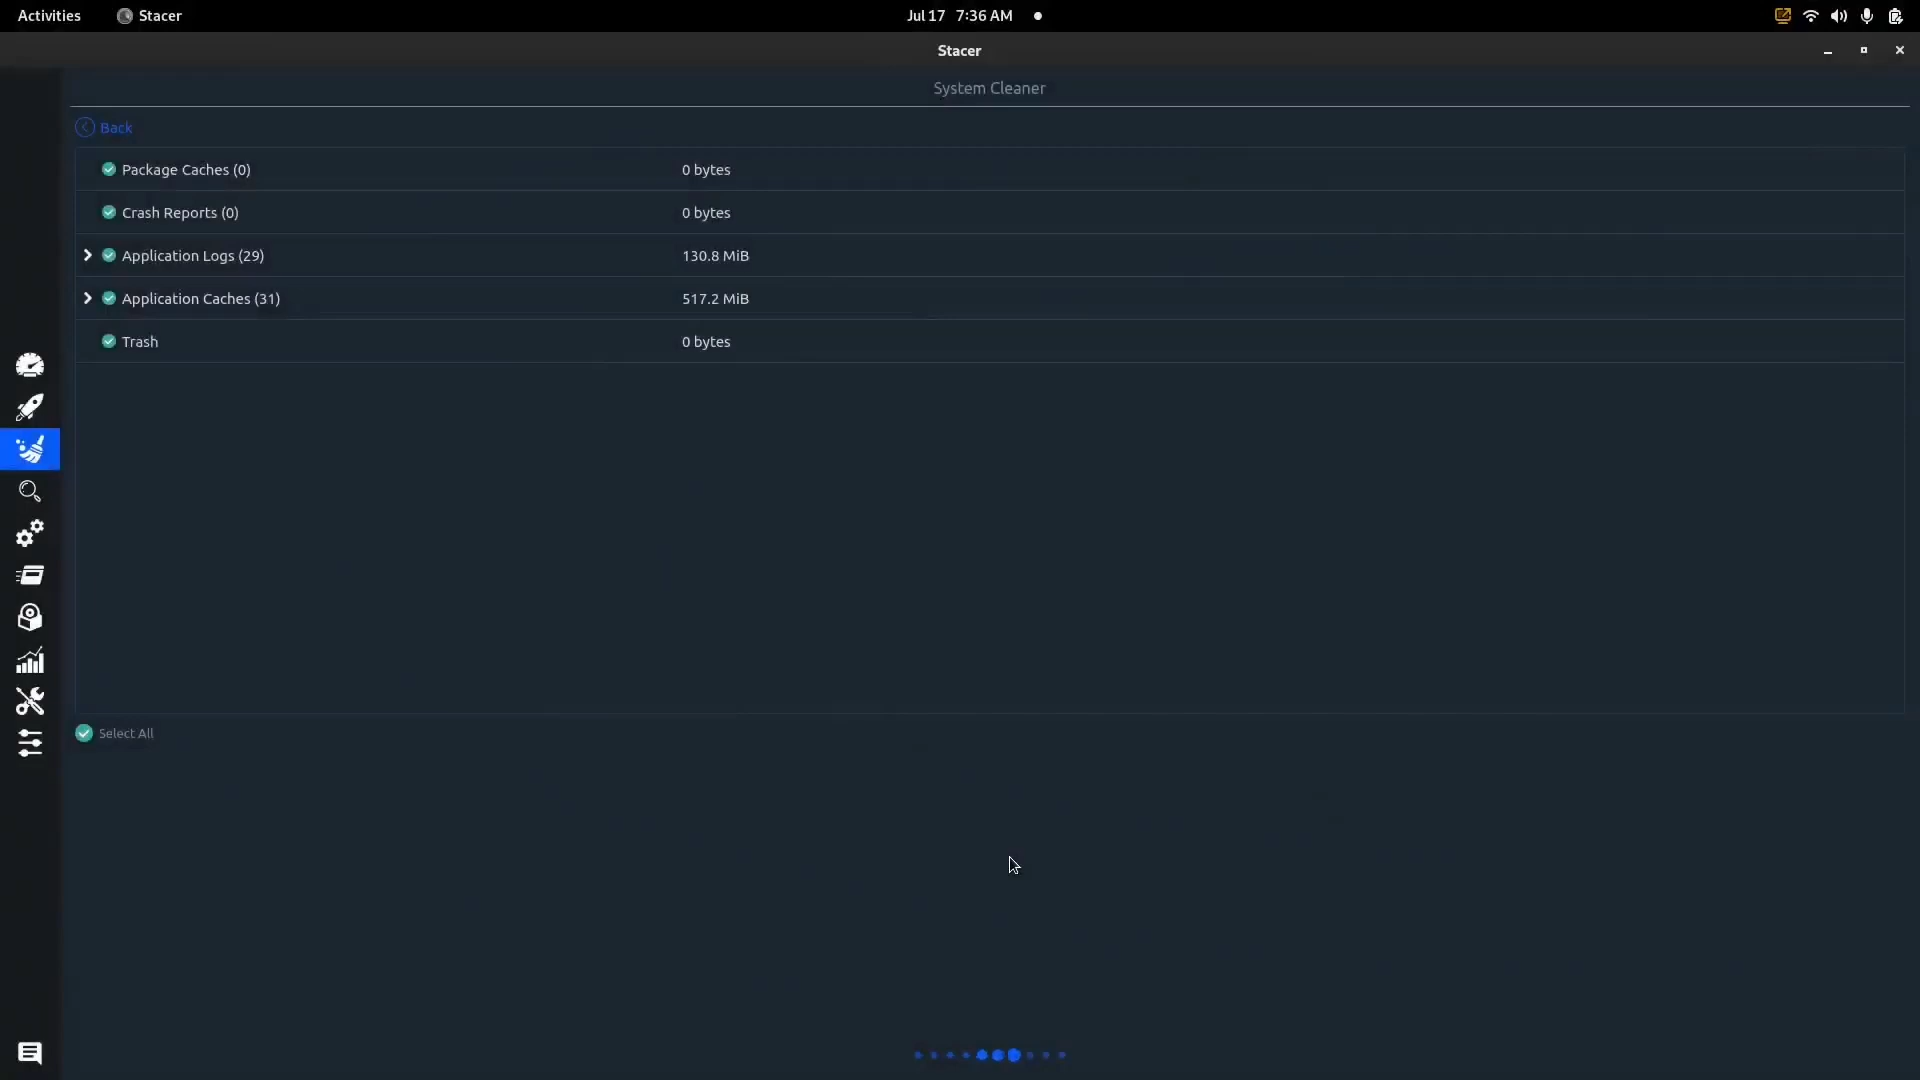 Activities Stacer Jul 17 7:36 AM
Stacer
System Cleaner
Back
Package Caches (0) 0 bytes
Crash Reports (0) 0 bytes
Application Logs (29) 130.8 MiB
Application Caches (31) 517.2 MiB
Trash 0 bytes
Select All